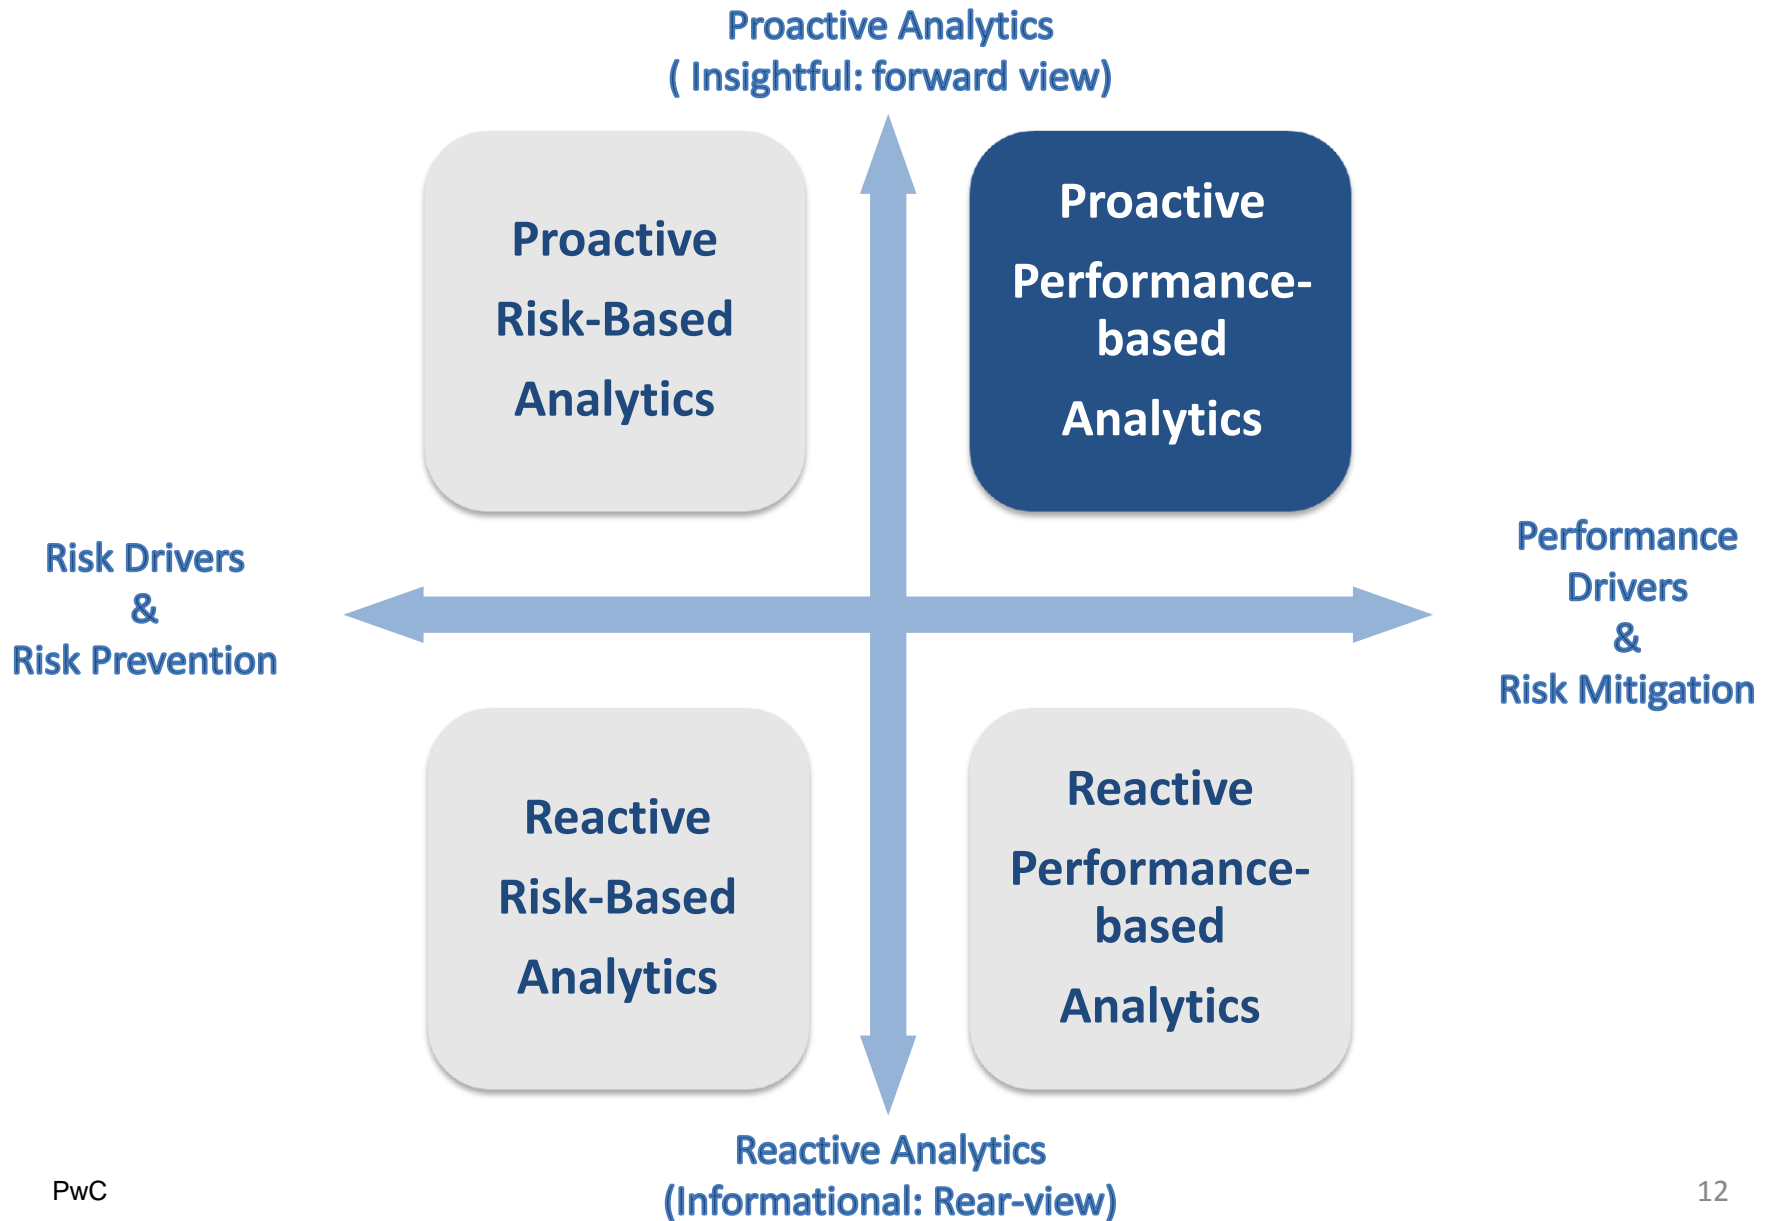 Proactive Analytics
( Insightful: forward view)
Proactive
Risk-Based
Analytics
Proactive
Performance-
based
Analytics
Risk Drivers
&
Risk Prevention
Performance
Drivers
&
Risk Mitigation
Reactive
Risk-Based
Analytics
Reactive
Performance-
based
Analytics
Reactive Analytics
(Informational: Rear-view)
PwC
12